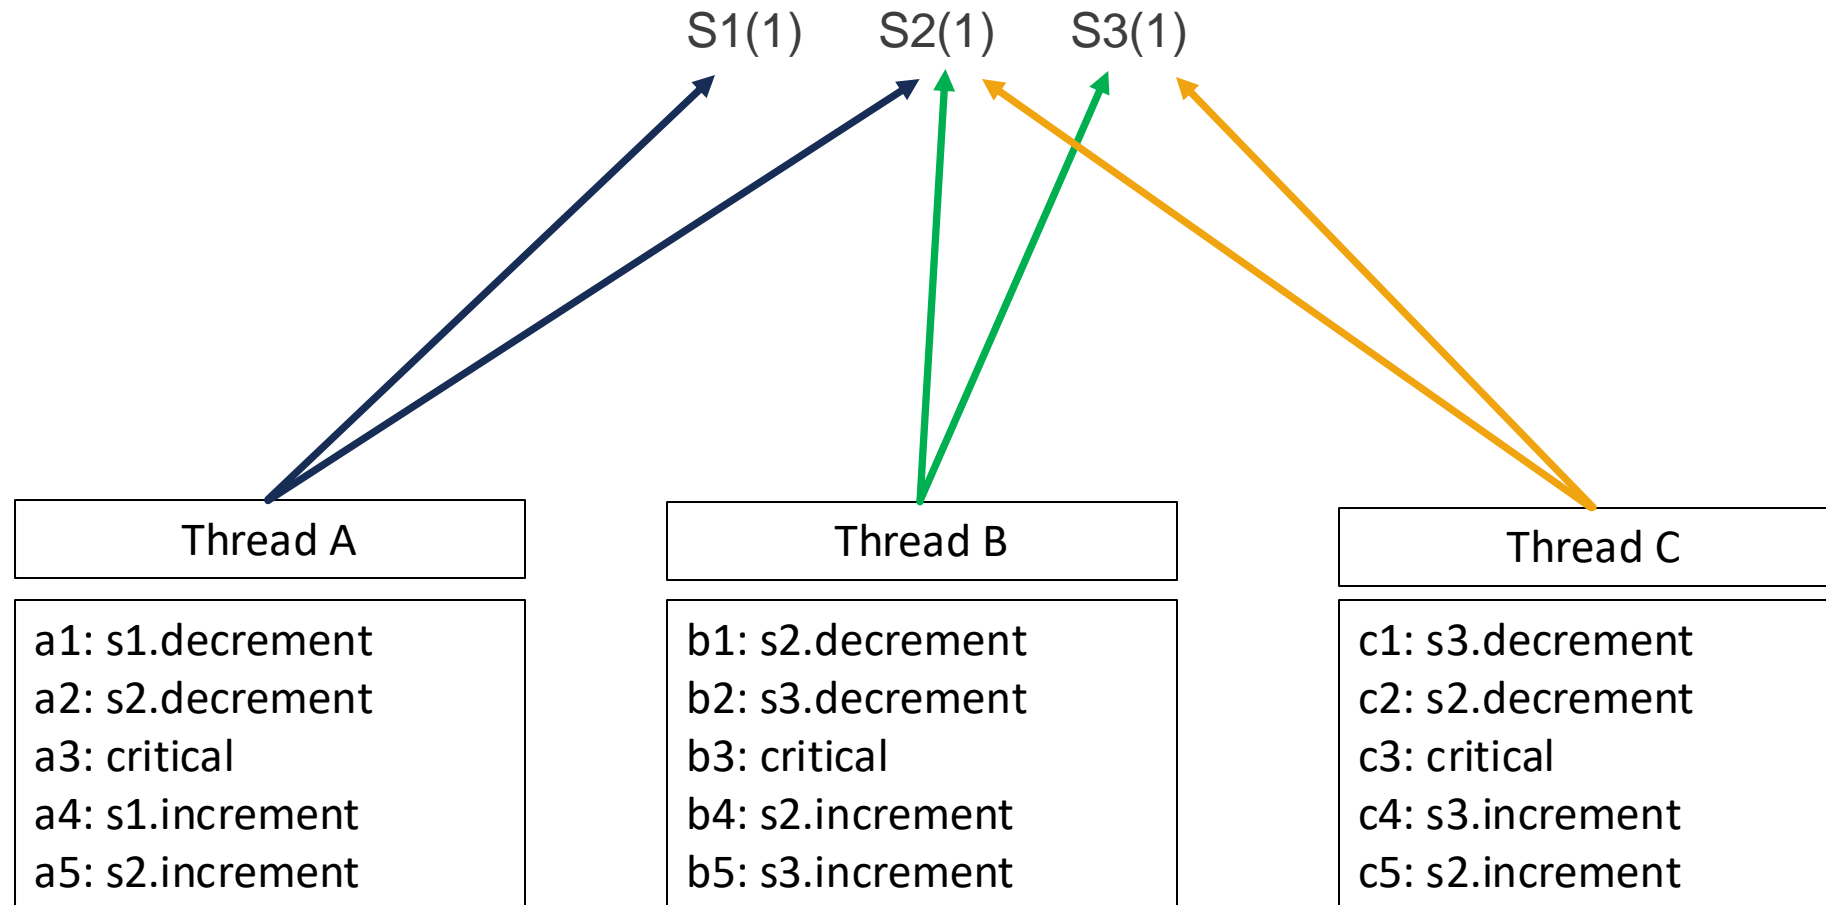 S1(1) S2(1) S3(1)
Thread A
a1: s1.decrement
a2: s2.decrement
a3: critical
a4: s1.increment
a5: s2.increment
Thread B
b1: s2.decrement
b2: s3.decrement
b3: critical
b4: s2.increment
b5: s3.increment
Thread C
c1: s3.decrement
c2: s2.decrement
c3: critical
c4: s3.increment
c5: s2.increment